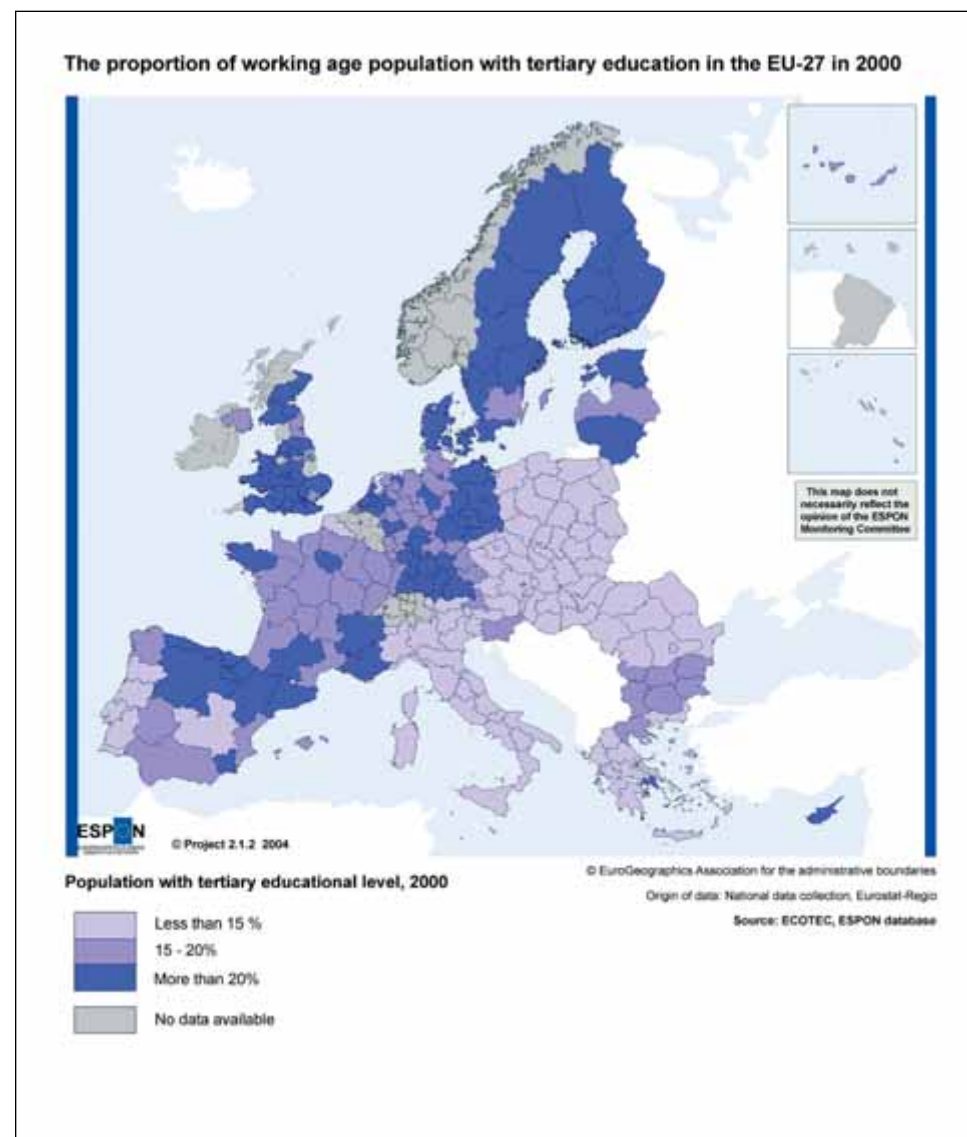 The proportion of working age population with tertiary education in the EU-27 in 2000
This map does not
necessarily reflect the
opinion of the ESPON
Monitoring Committee
ESPON
© Project 2.1.2 2004
© EuroGeographics Association for the administrative boundaries
Origin of data: National data collection, Eurostat-Regio
Source: ECOTEC, ESPON database
Population with tertiary educational level, 2000
Less than 15 %
15 - 20%
More than 20%
No data available